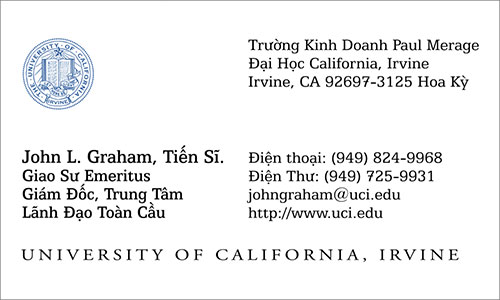 THE UNIVERSITY OF CALIFORNIA
IRVINE
Trường Kinh Doanh Paul Merage
Đại Học California, Irvine
Irvine, CA 92697-3125 Hoa Kỳ
John L. Graham, Tiến Sĩ.
Giao Sư Emeritus
Giám Đốc, Trung Tâm
Lãnh Đạo Toàn Cầu
Điện thoại: (949) 824-9968
Điện Thư: (949) 725-9931
johngraham@uci.edu
http://www.uci.edu
UNIVERSITY OF CALIFORNIA, IRVINE